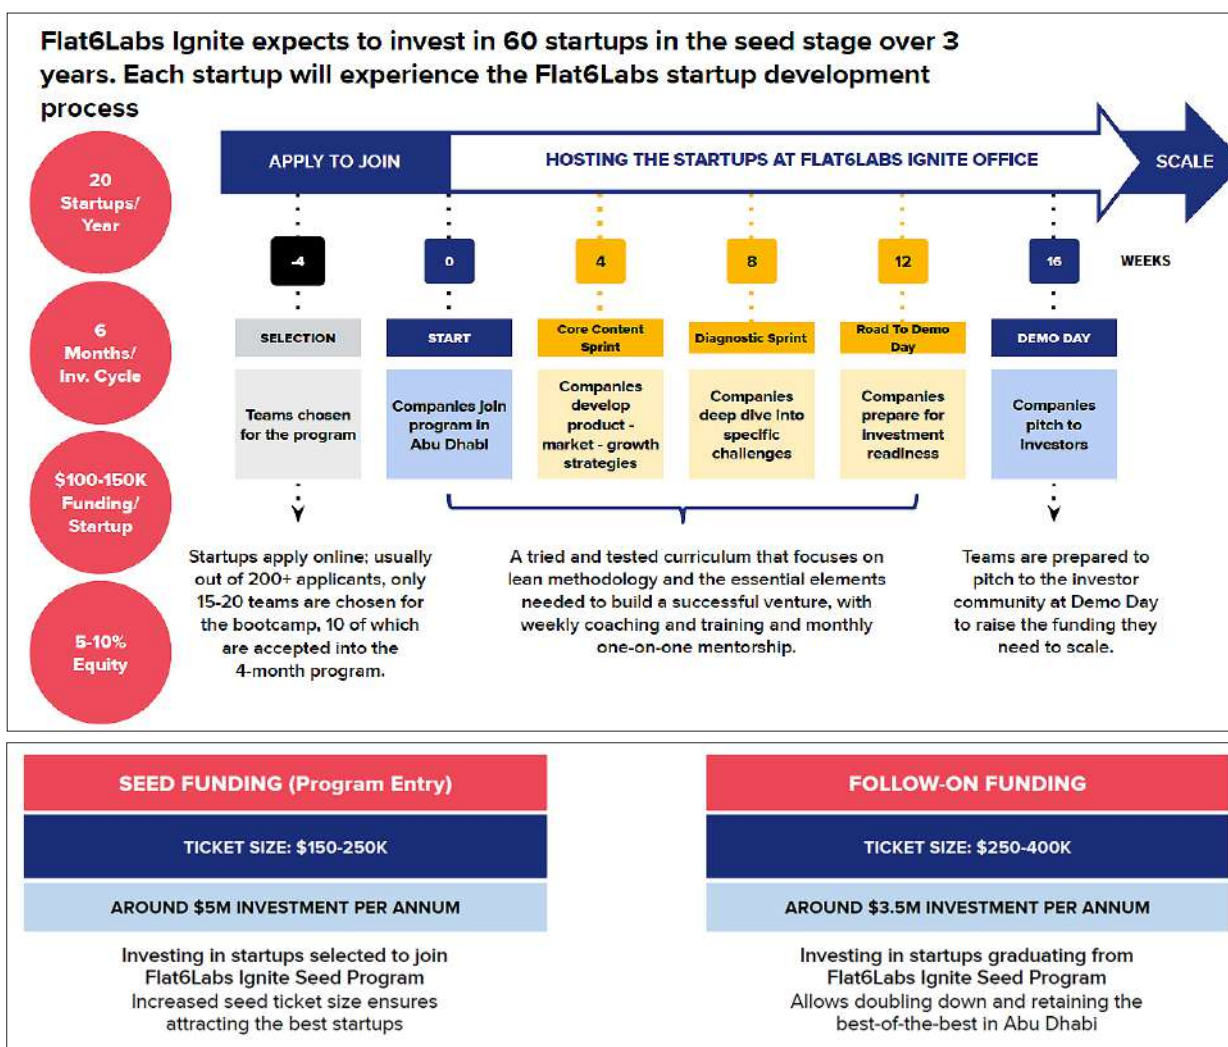 Flat6Labs Ignite expects to invest in 60 startups in the seed stage over 3
years. Each startup will experience the Flat6Labs startup development
process
20
Startups/
Year
6
Months/
Inv. Cycle
$100-150K
Funding/
Startup
5-10%
Equity
APPLY TO JOIN
HOSTING THE STARTUPS AT FLAT6LABS IGNITE OFFICE
SCALE
-4
0
4
8
12
16
WEEKS
SELECTION
Teams chosen
for the program
START
Companies join
program in
Abu Dhabi
Core Content
Sprint
Companies
develop
product -
market - growth
strategies
Diagnostic Sprint
Companies
deep dive into
specific
challenges
Road To Demo
Day
Companies
prepare for
investment
readiness
DEMO DAY
Companies
pitch to
investors
Startups apply online; usually
out of 200+ applicants, only
15-20 teams are chosen for
the bootcamp, 10 of which
are accepted into the
4-month program.
A tried and tested curriculum that focuses on
lean methodology and the essential elements
needed to build a successful venture, with
weekly coaching and training and monthly
one-on-one mentorship.
Teams are prepared to
pitch to the investor
community at Demo Day
to raise the funding they
need to scale.
SEED FUNDING (Program Entry)
TICKET SIZE: $150-250K
AROUND $5M INVESTMENT PER ANNUM
Investing in startups selected to join
Flat6Labs Ignite Seed Program
Increased seed ticket size ensures
attracting the best startups
FOLLOW-ON FUNDING
TICKET SIZE: $250-400K
AROUND $3.5M INVESTMENT PER ANNUM
Investing in startups graduating from
Flat6Labs Ignite Seed Program
Allows doubling down and retaining the
best-of-the-best in Abu Dhabi